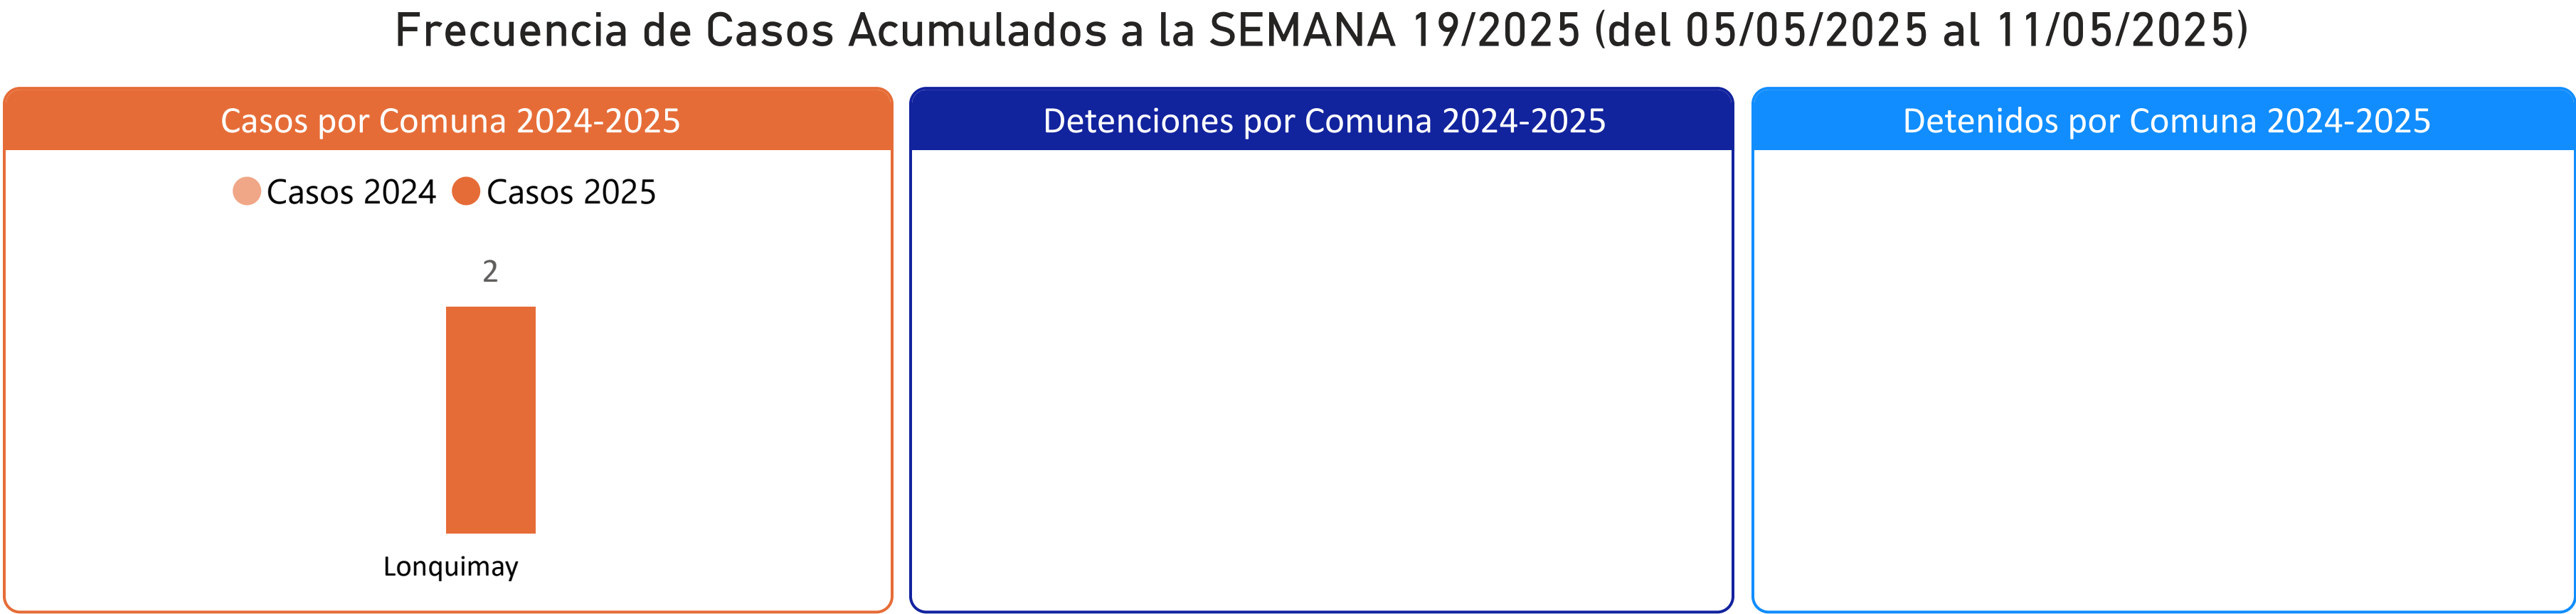 Frecuencia de Casos Acumulados a la SEMANA 19/2025 (del 05/05/2025 al 11/05/2025)
Casos por Comuna 2024-2025
Casos 2024 Casos 2025
2
Lonquimay
Detenciones por Comuna 2024-2025
Detenidos por Comuna 2024-2025